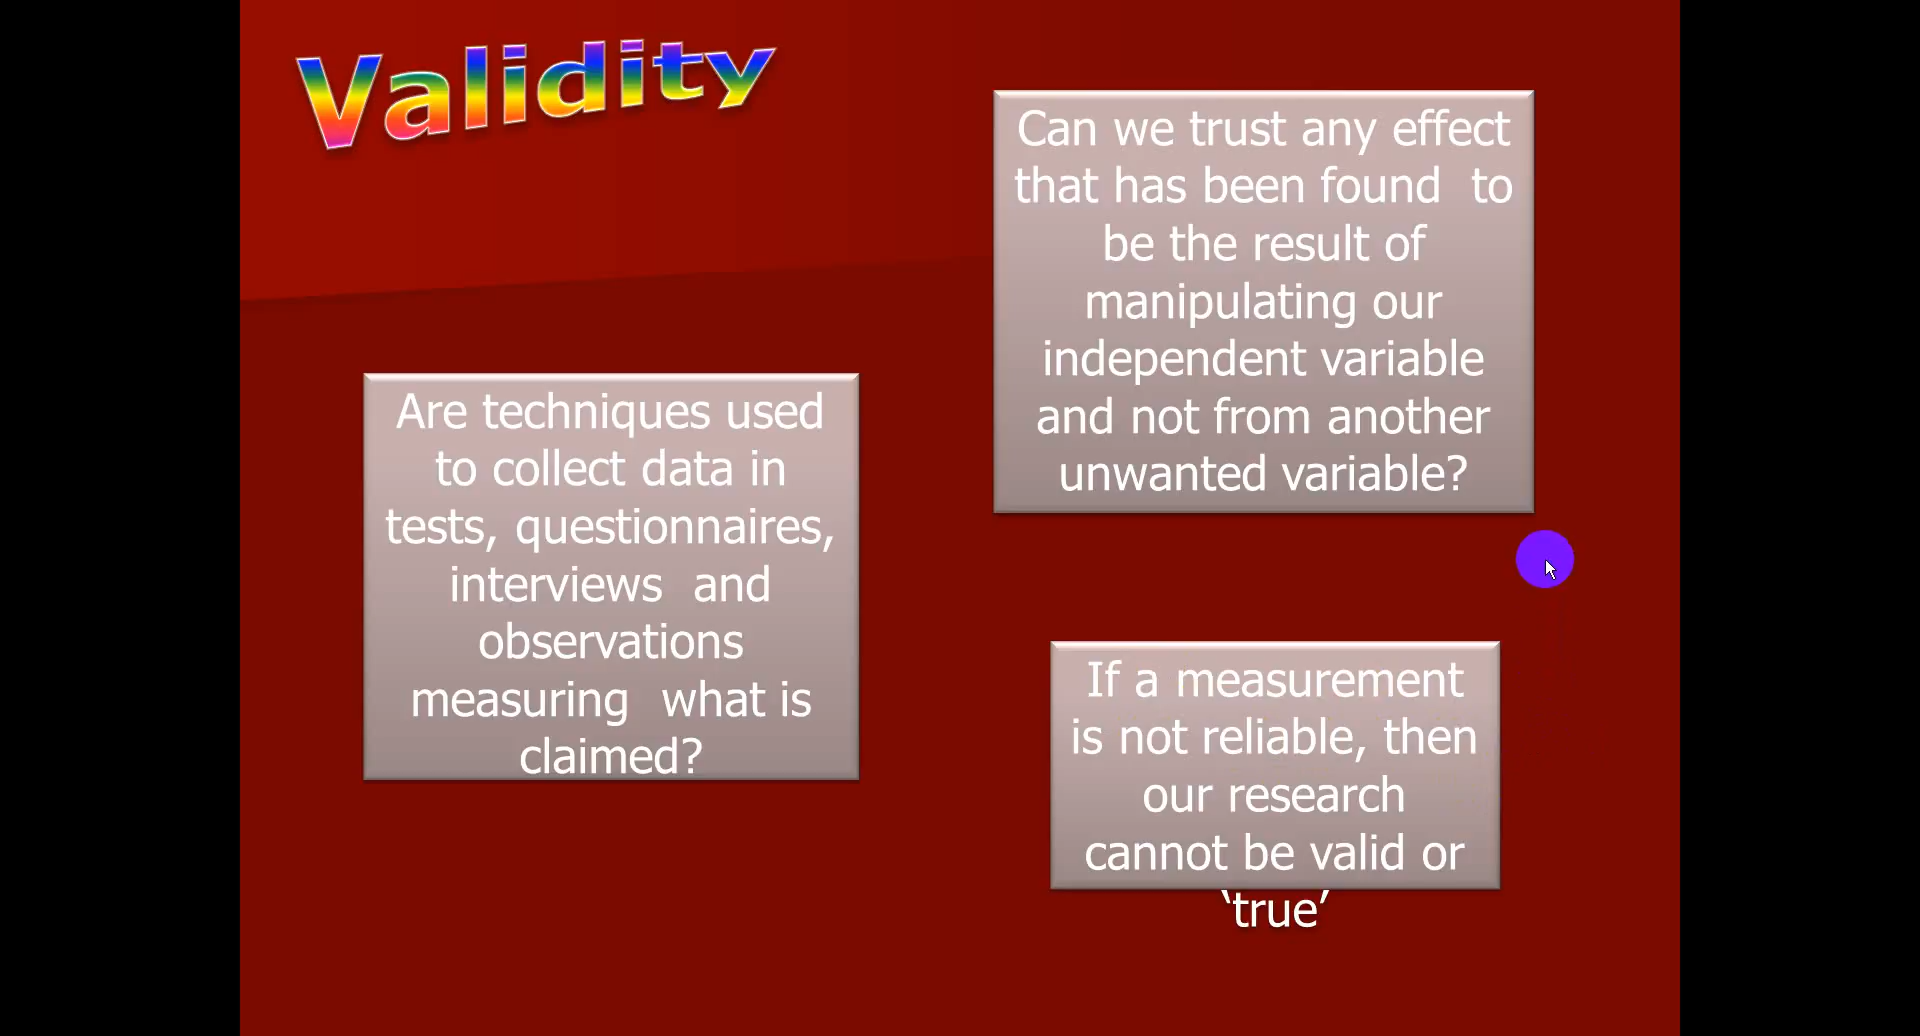 Validity
Can we trust any effect
that has been found to
be the result of
manipulating our
independent variable
and not from another
unwanted variable?
Are techniques used
to collect data in
tests, questionnaires,
interviews and
observations
measuring what is
claimed?
If a measurement
is not reliable, then
our research
cannot be valid or
‘true’